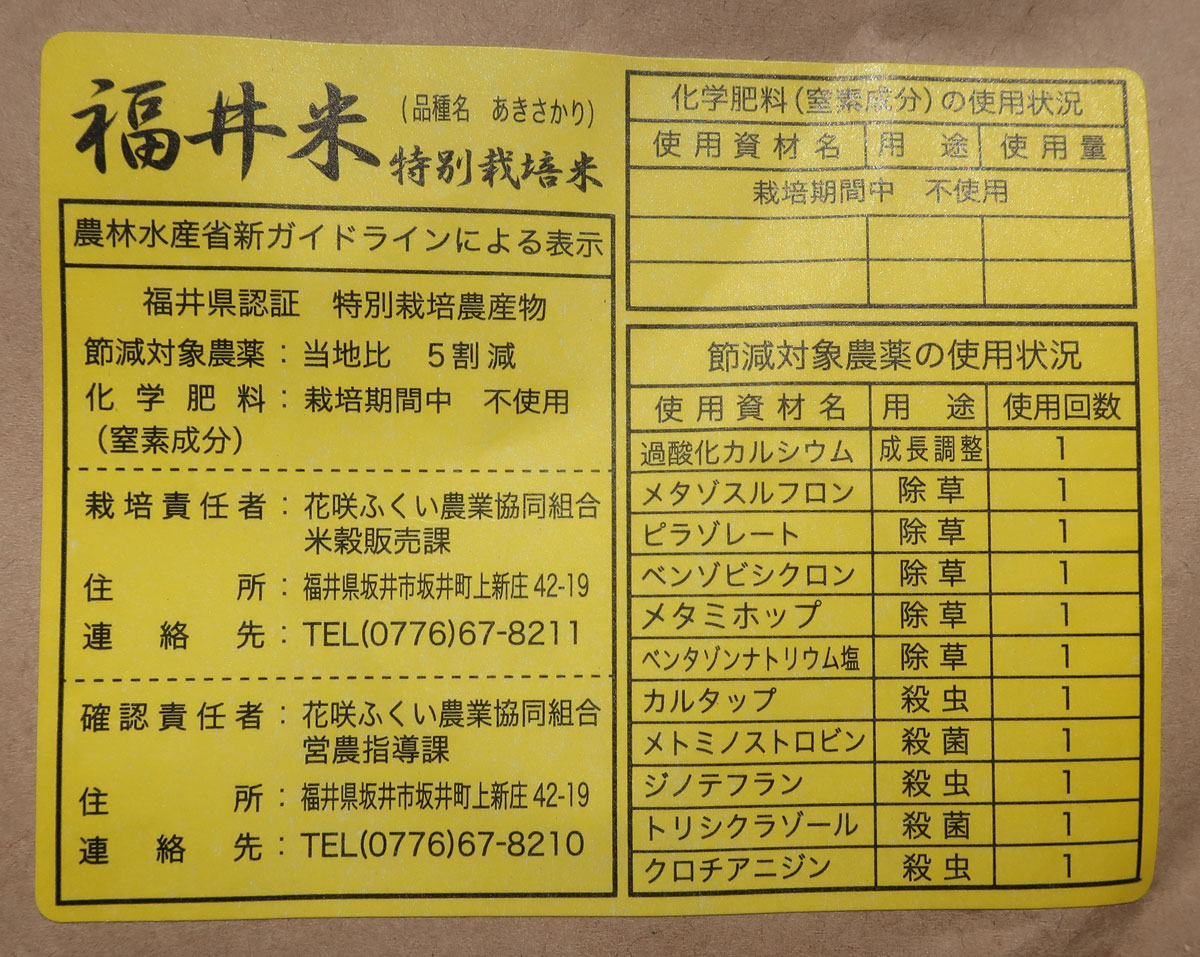 福井米
(品種名 あきさかり)
特別栽培米
農林水産省新ガイドラインによる表示
福井県認証 特別栽培農産物
節減対象農薬：当地比 5割減
化学肥料：栽培期間中 不使用
(窒素成分)
栽培責任者：花咲ふくい農業協同組合
米穀販売課
住所：福井県坂井市坂井町上新庄42-19
連絡先：TEL(0776)67-8211
確認責任者：花咲ふくい農業協同組合
営農指導課
住所：福井県坂井市坂井町上新庄42-19
連絡先：TEL(0776)67-8210
化学肥料(窒素成分)の使用状況
使用資材名 用途 使用量
栽培期間中 不使用
節減対象農薬の使用状況
使用資材名 用途 使用回数
過酸化カルシウム 成長調整 1
メタゾスルフロン 除草 1
ピラゾレート 除草 1
ベンゾビシクロン 除草 1
メタミホップ 除草 1
ベンタゾンナトリウム塩 除草 1
カルタップ 殺虫 1
メトミノストロビン 殺菌 1
ジノテフラン 殺虫 1
トリシクラゾール 殺菌 1
クロチアニジン 殺虫 1